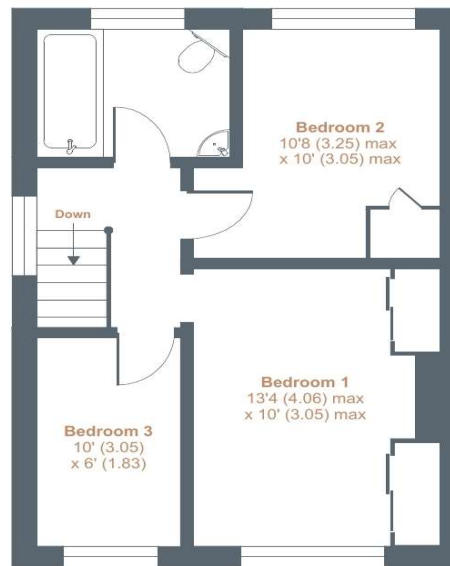 Bedroom 2
10'8 (3.25) max
x 10' (3.05) max
Down
Bedroom 1
13'4 (4.06) max
x 10' (3.05) max
Bedroom 3
10' (3.05)
x 6' (1.83)